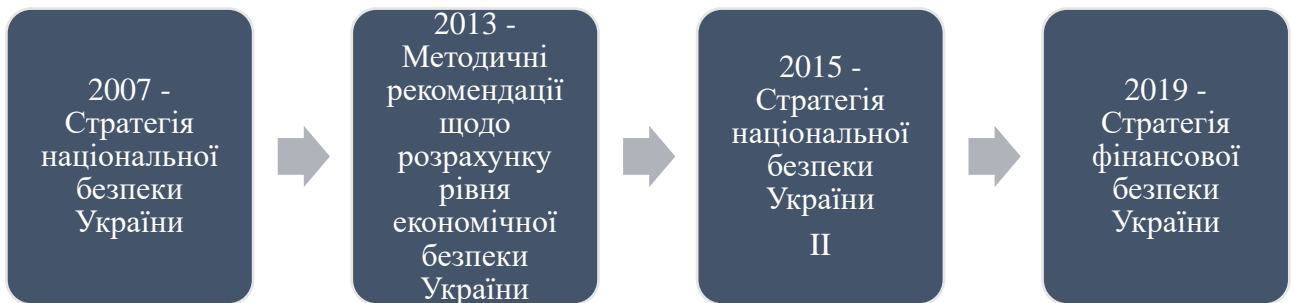 2007 -
Стратегія
національної
безпеки
України
2013 -
Методичні
рекомендації
щодо
розрахунку
рівня
економічної
безпеки
України
2015 -
Стратегія
національної
безпеки
України
ІІ
2019 -
Стратегія
фінансової
безпеки
України